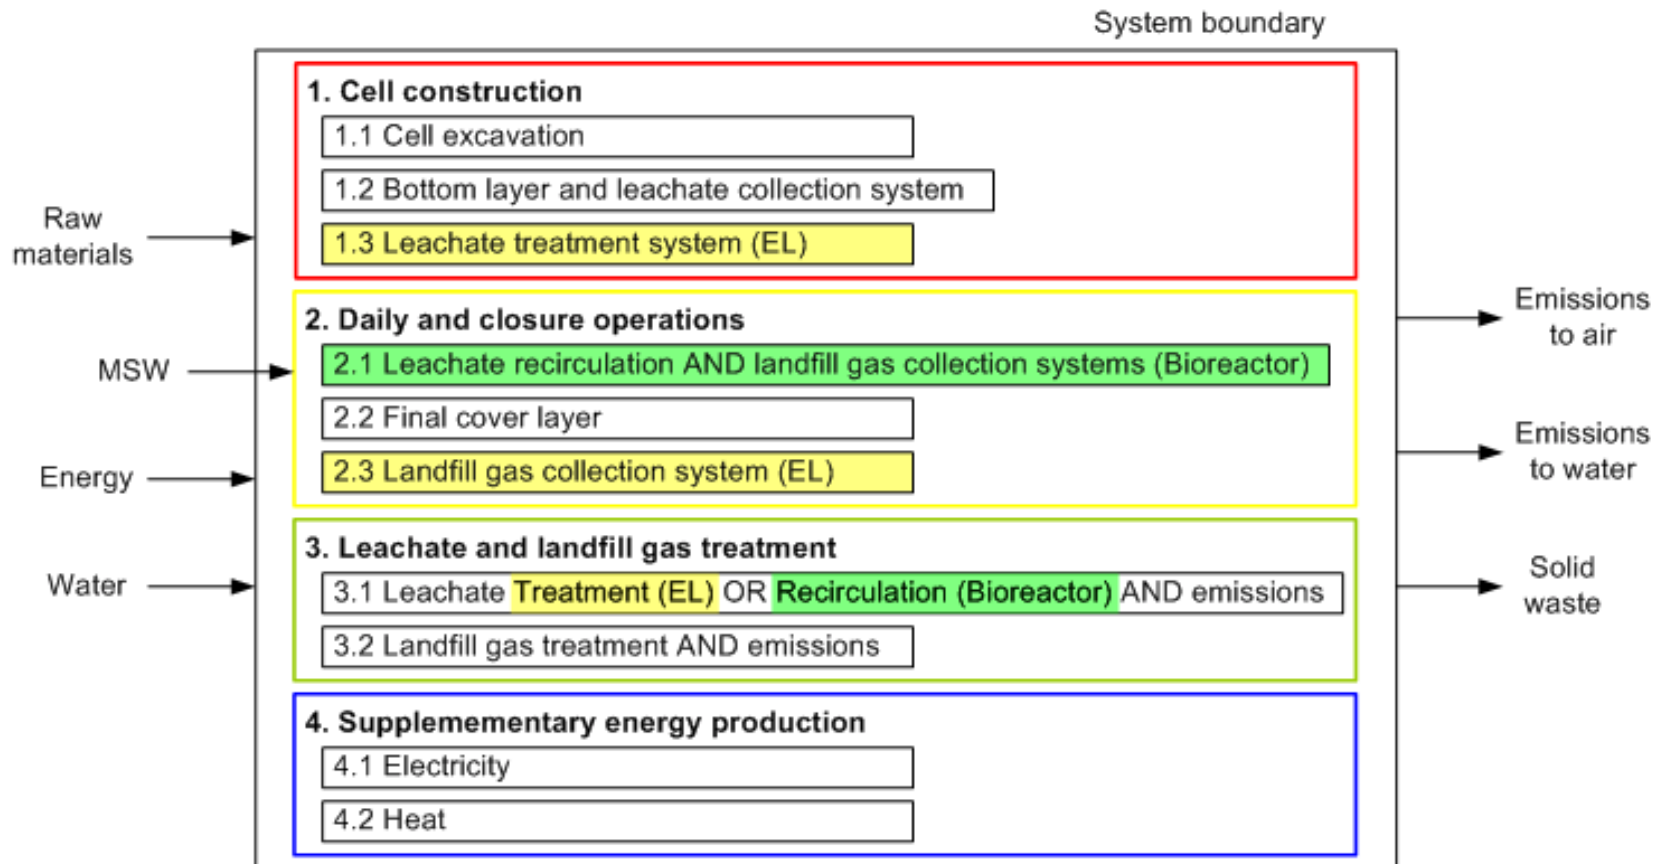 System boundary
1. Cell construction
1.1 Cell excavation
1.2 Bottom layer and leachate collection system
1.3 Leachate treatment system (EL)
Raw
materials
2. Daily and closure operations
2.1 Leachate recirculation AND landfill gas collection systems (Bioreactor)
2.2 Final cover layer
2.3 Landfill gas collection system (EL)
MSW
Energy
3. Leachate and landfill gas treatment
3.1 Leachate Treatment (EL) OR Recirculation (Bioreactor) AND emissions
3.2 Landfill gas treatment AND emissions
Water
4. Supplemementary energy production
4.1 Electricity
4.2 Heat
Emissions
to air
Emissions
to water
Solid
waste